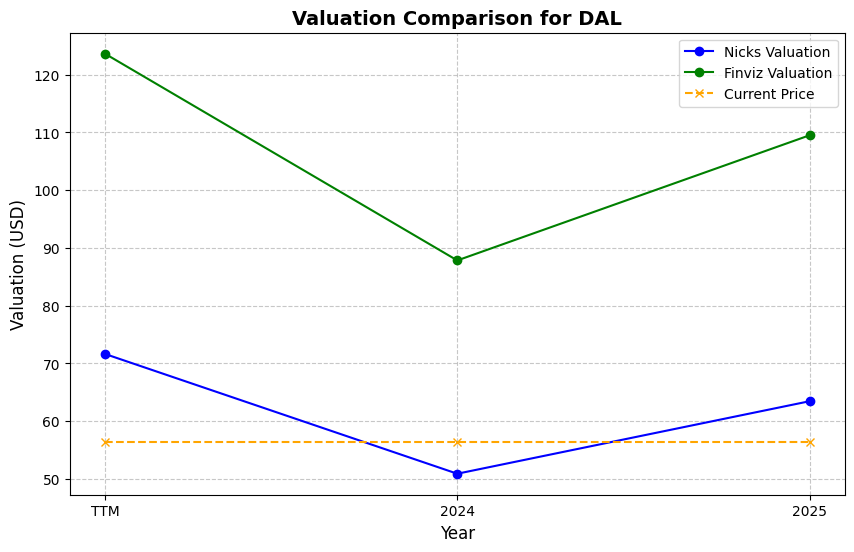 Valuation Comparison for DAL
Nicks Valuation
Finviz Valuation
Current Price
120
110
100
90
80
70
60
50
Valuation (USD)
TTM
2024
2025
Year